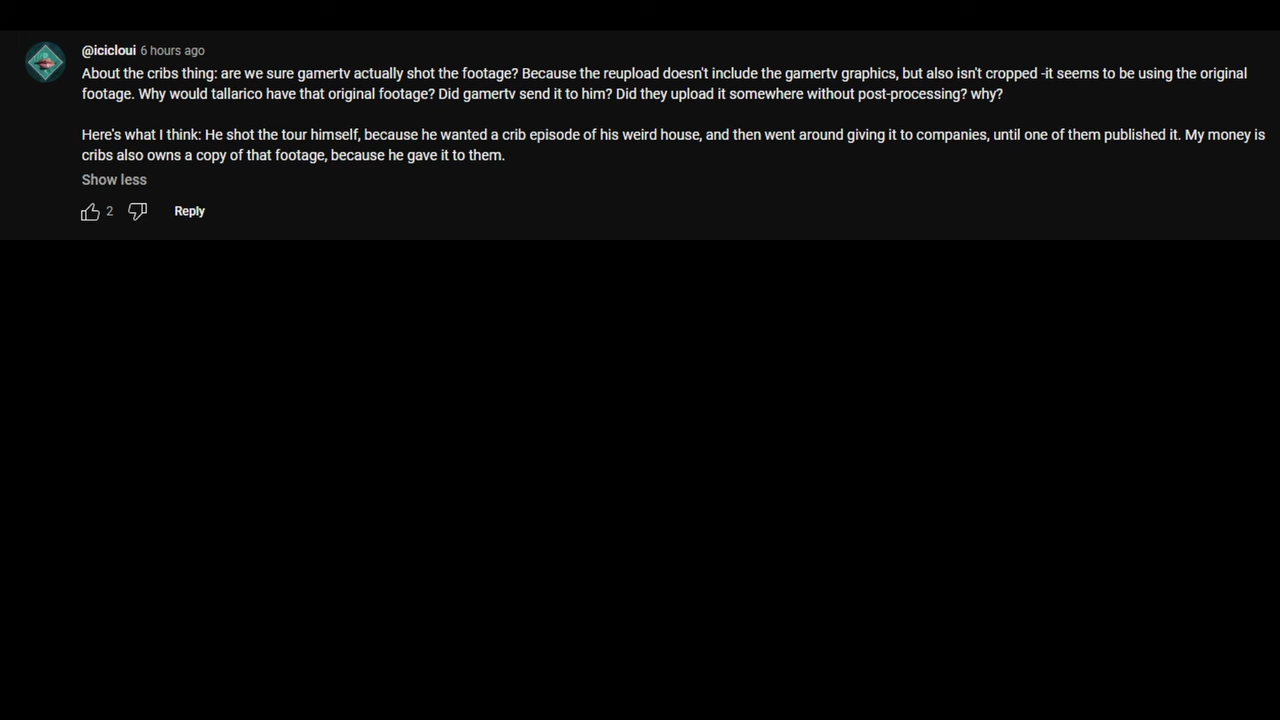 @icicloui 6 hours ago
About the cribs thing: are we sure gamertv actually shot the footage? Because the reupload doesn't include the gamertv graphics, but also isn't cropped -it seems to be using the original
footage. Why would tallarico have that original footage? Did gamertv send it to him? Did they upload it somewhere without post-processing? why?
Here's what I think: He shot the tour himself, because he wanted a crib episode of his weird house, and then went around giving it to companies, until one of them published it. My money is
cribs also owns a copy of that footage, because he gave it to them.
Show less
2 Reply